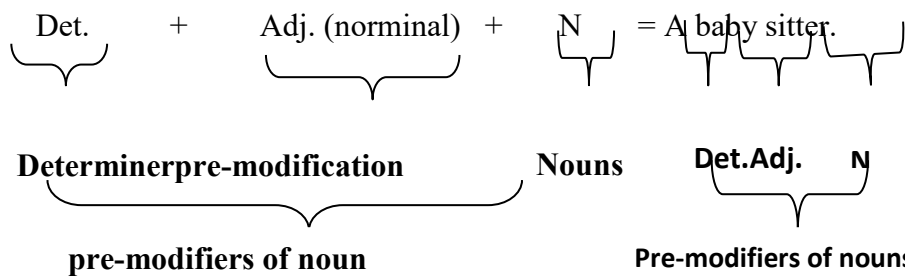 Det. + Adj. (norminal) + N = A baby sitter.
Determinerpre-modification Nouns Det.Adj. N
pre-modifiers of noun Pre-modifiers of nouns